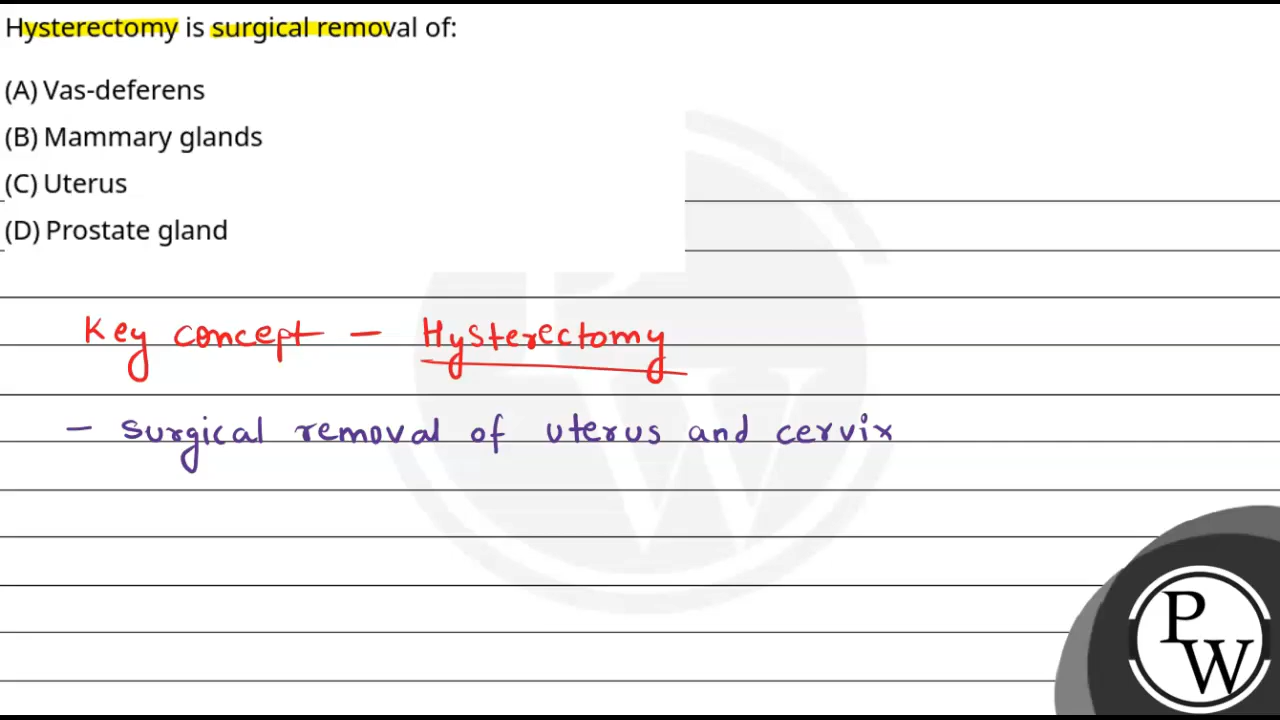 Hysterectomy is surgical removal of:
(A) Vas-deferens
(B) Mammary glands
(C) Uterus
(D) Prostate gland
Key concept - Hysterectomy
- surgical removal of uterus and cervix
P
W